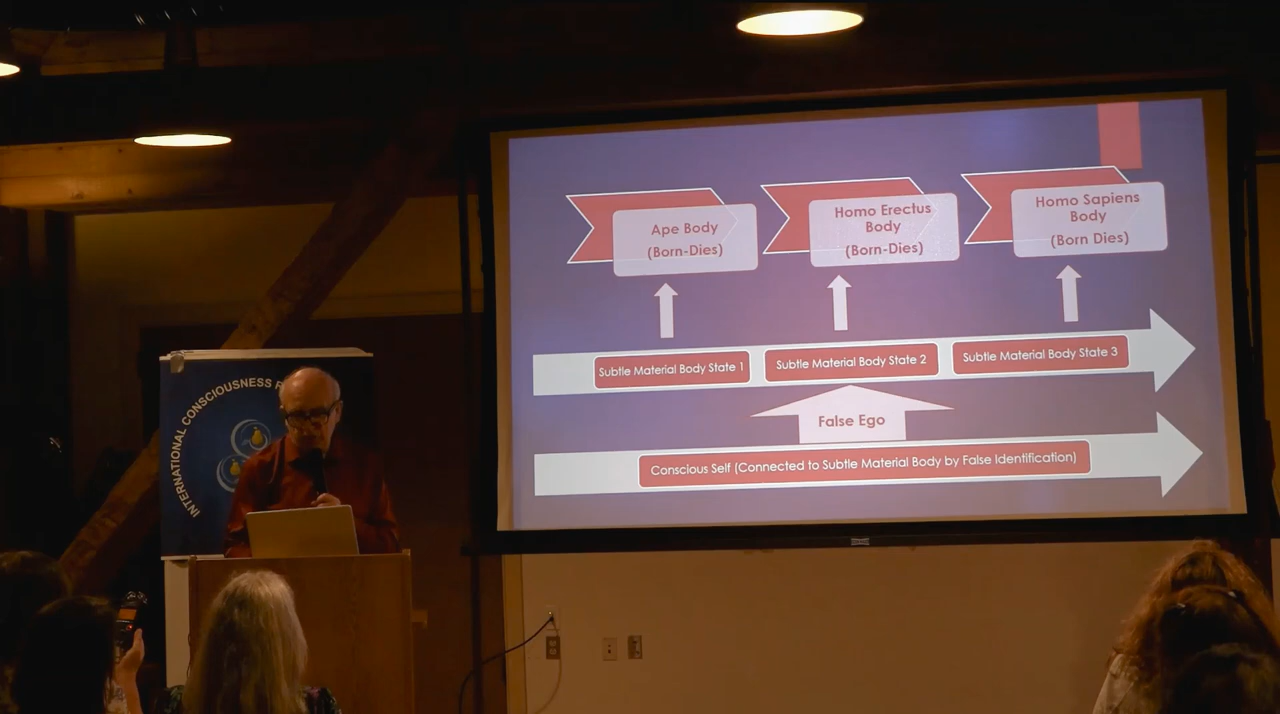 Ape Body
(Born-Dies)
Homo Erectus
Body
(Born-Dies)
Homo Sapiens
Body
(Born Dies)
Subtle Material Body State 1
Subtle Material Body State 2
Subtle Material Body State 3
False Ego
Conscious Self (Connected to Subtle Material Body by False Identification)
INTERNATIONAL CONSCIOUSNESS